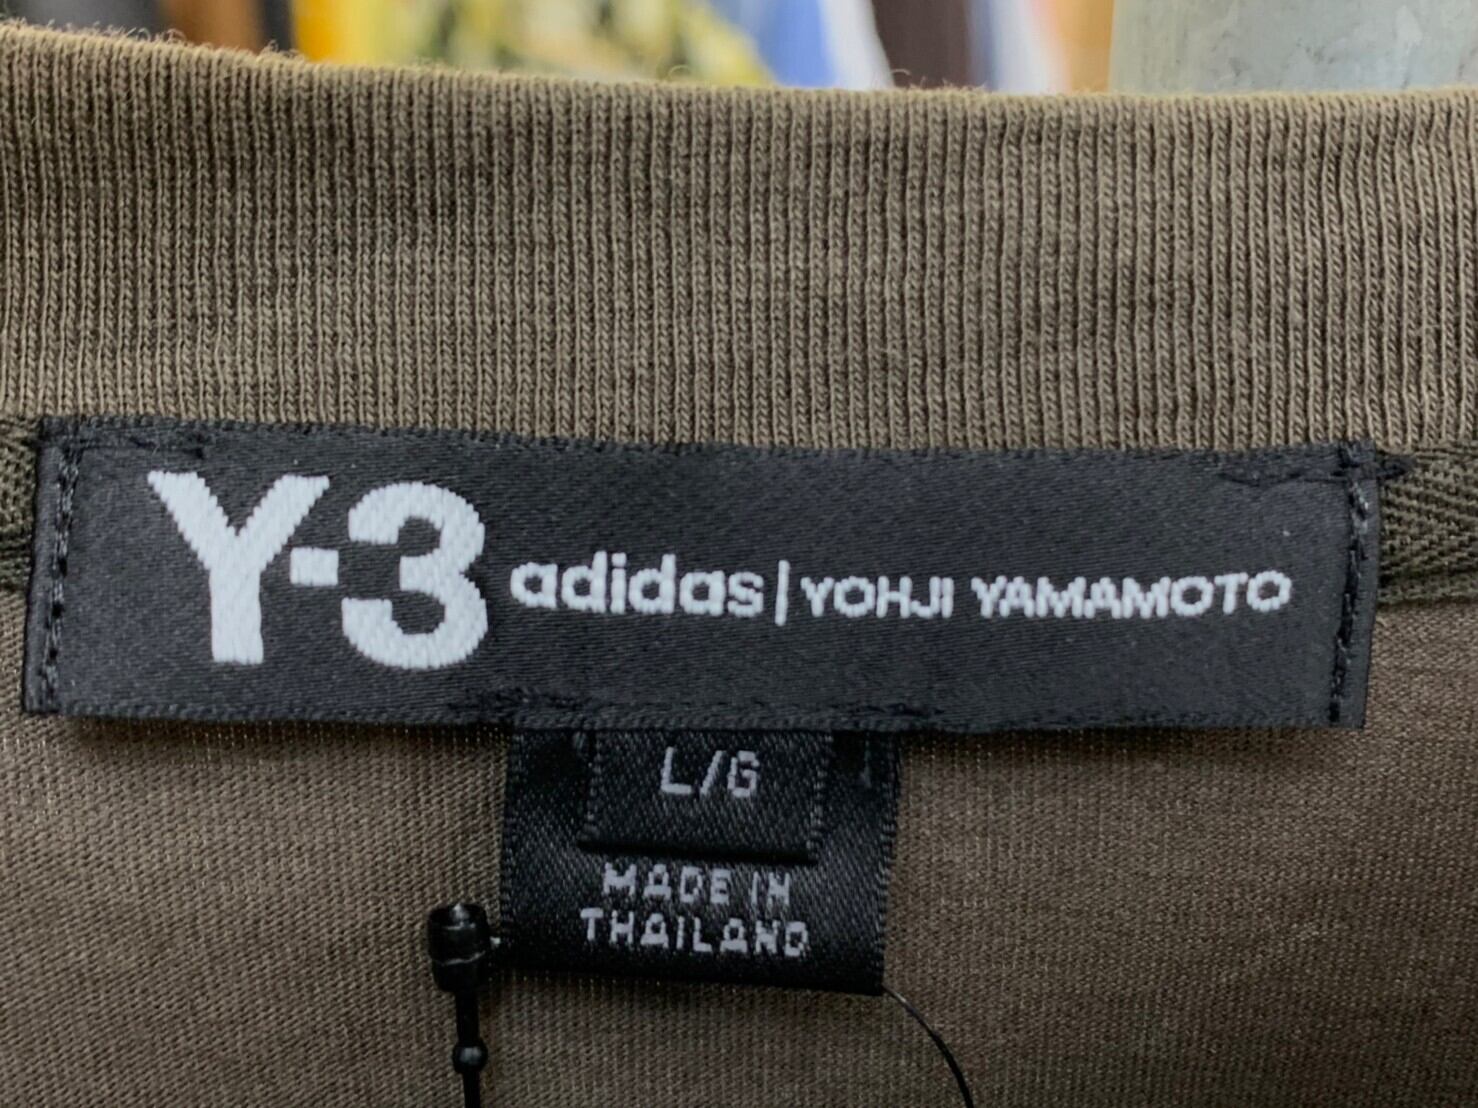 Y-3 adidas | YOHJI YAMAMOTO
L/G
MADE IN
THAILAND